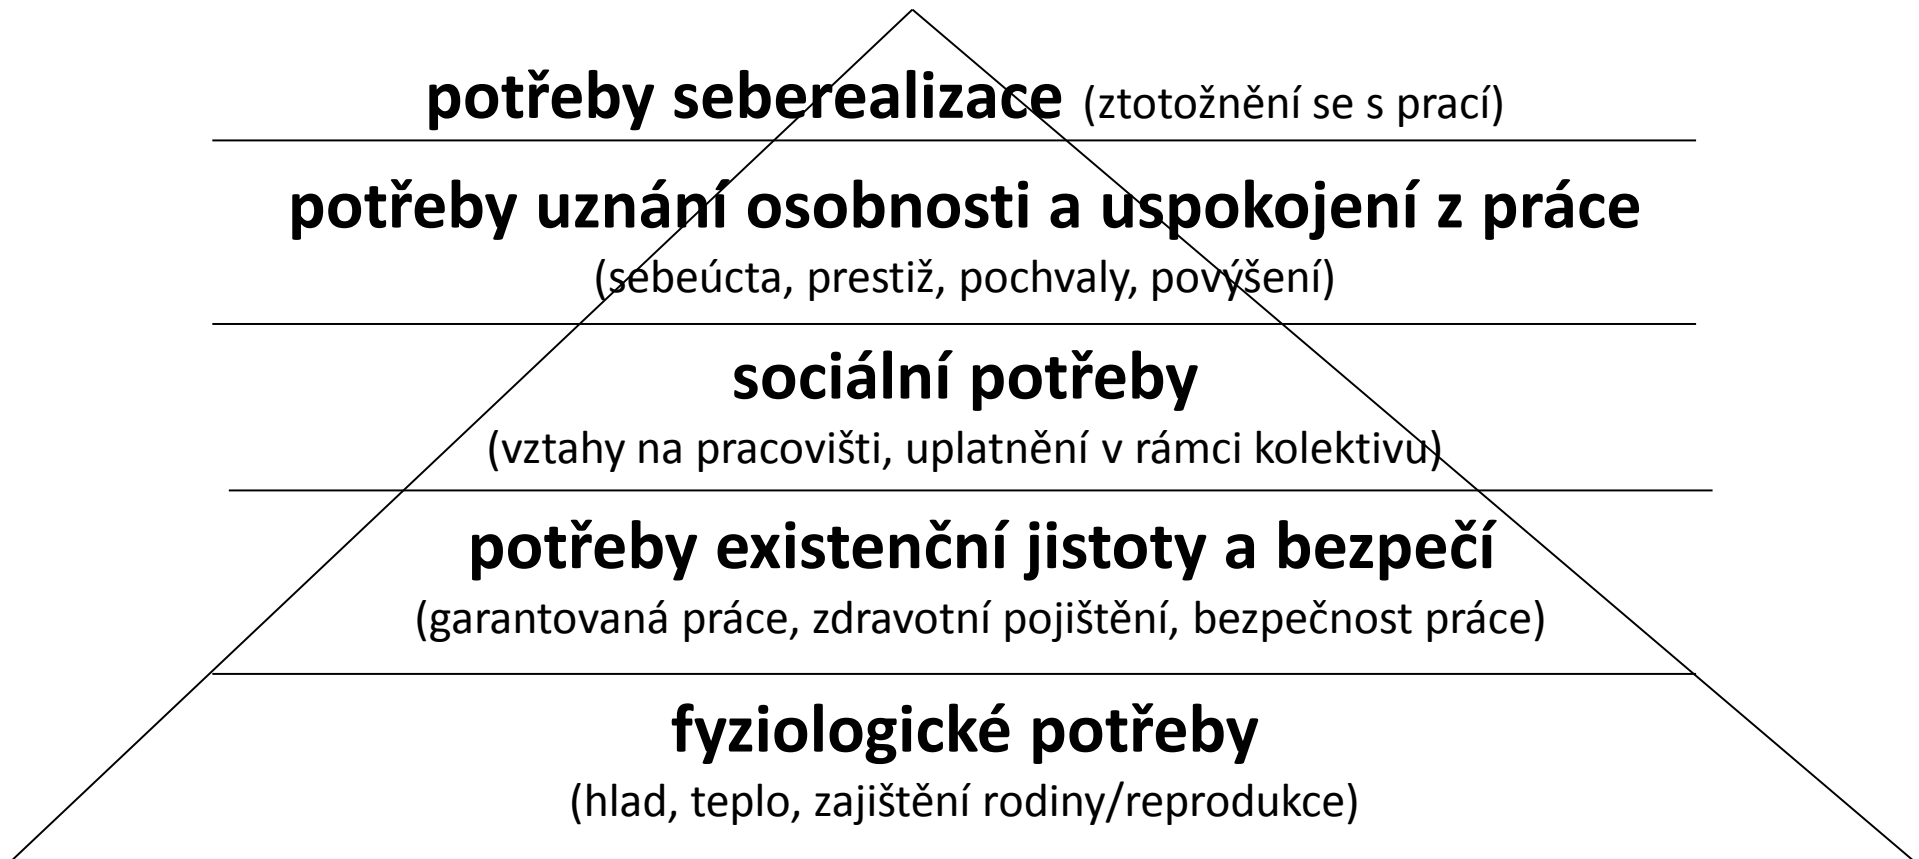 potřeby seberealizace (ztotožnění se s prací)
potřeby uznání osobnosti a uspokojení z práce
(sebeúcta, prestiž, pochvaly, povýšení)
sociální potřeby
(vztahy na pracovišti, uplatnění v rámci kolektivu)
potřeby existenční jistoty a bezpečí
(garantovaná práce, zdravotní pojištění, bezpečnost práce)
fyziologické potřeby
(hlad, teplo, zajištění rodiny/reprodukce)